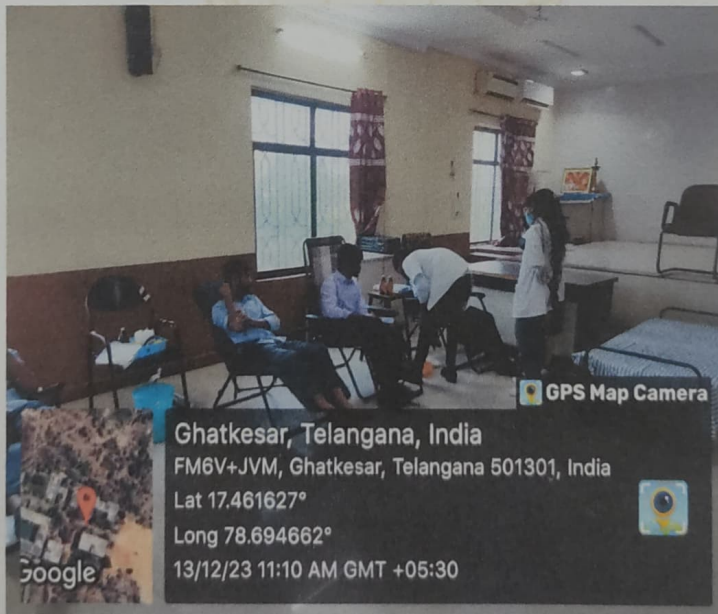 GPS Map Camera
Ghatkesar, Telangana, India
FM6V+JVM, Ghatkesar, Telangana 501301, India
Lat 17.461627°
Long 78.694662°
13/12/23 11:10 AM GMT +05:30
Google